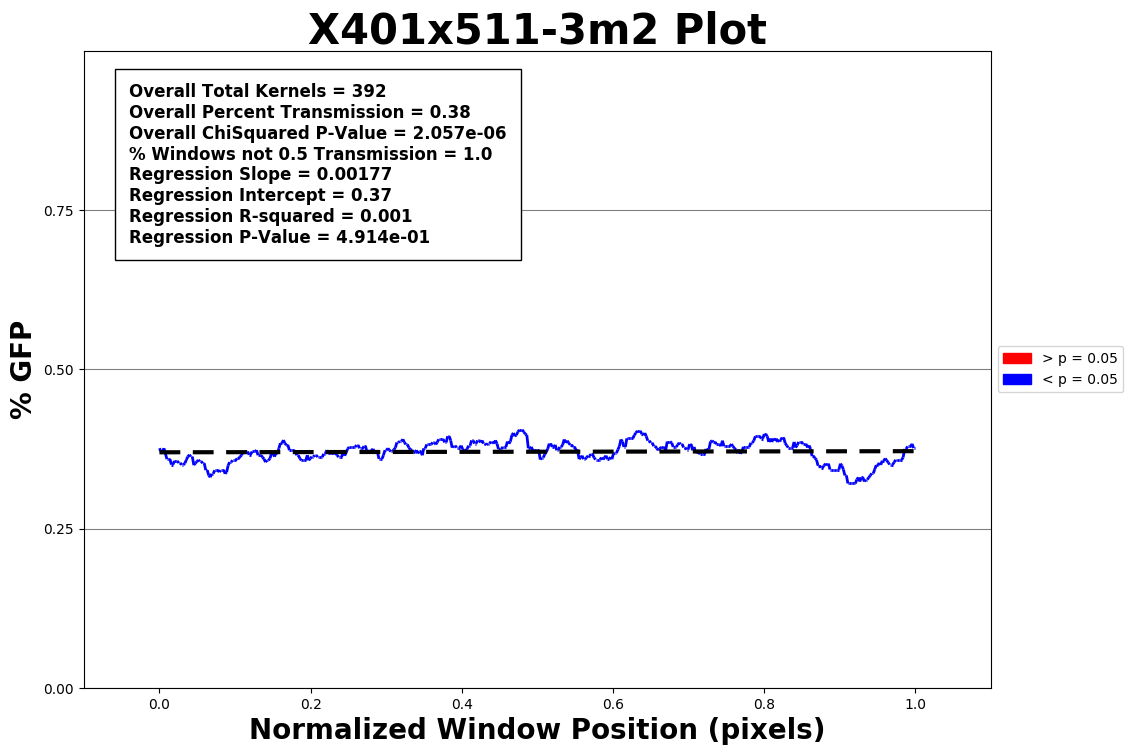 X401x511-3m2 Plot
Overall Total Kernels = 392
Overall Percent Transmission = 0.38
Overall ChiSquared P-Value = 2.057e-06
% Windows not 0.5 Transmission = 1.0
Regression Slope = 0.00177
Regression Intercept = 0.37
Regression R-squared = 0.001
Regression P-Value = 4.914e-01
% GFP
0.75
0.50
0.25
0.00
> p = 0.05
< p = 0.05
0.0 0.2 0.4 0.6 0.8 1.0
Normalized Window Position (pixels)